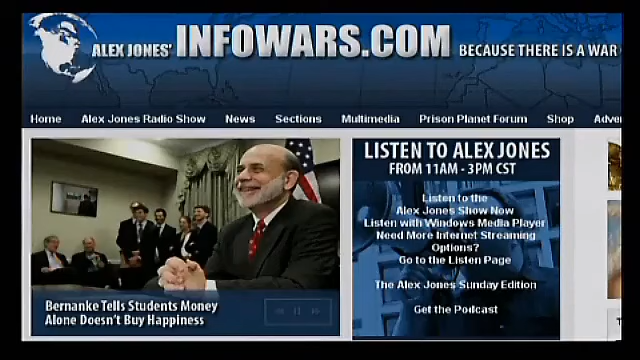 ALEX JONES' INFOWARS.COM BECAUSE THERE IS A WAR
Home Alex Jones Radio Show News Sections Multimedia Prison Planet Forum Shop Adve
LISTEN TO ALEX JONES
FROM 11AM - 3PM CST
Listen to the
Alex Jones Show Now
Listen with Windows Media Player
Need More Internet Streaming
Options?
Go to the Listen Page
The Alex Jones Sunday Edition
Get the Podcast
Bernanke Tells Students Money
Alone Doesn't Buy Happiness